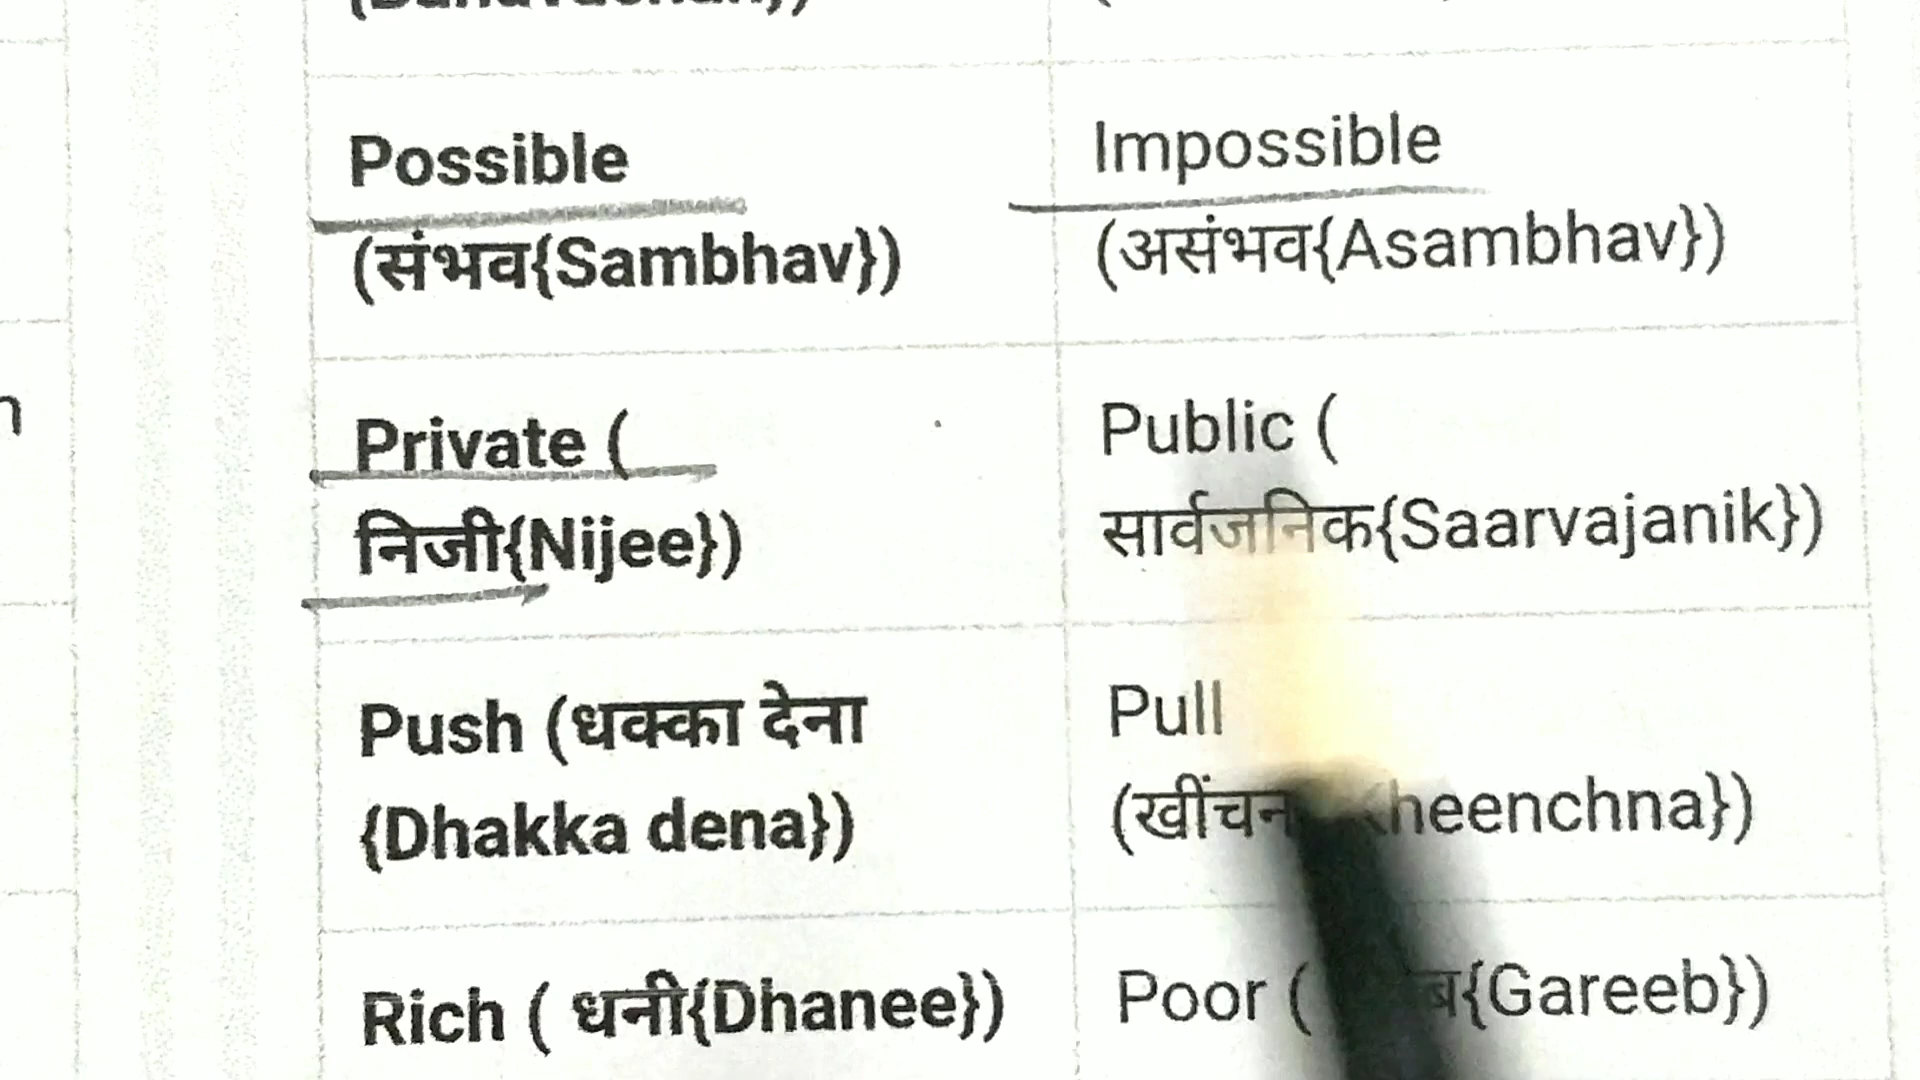 Possible
Impossible
(संभव{Sambhav})
(असंभव{Asambhav})
Private (
Public (
निजी{Nijee})
सार्वजनिक{Saarvajanik})
Push (धक्का देना
Pull
{Dhakka dena})
Rich ( धनी{Dhanee})
Poor (
{Gareeb})